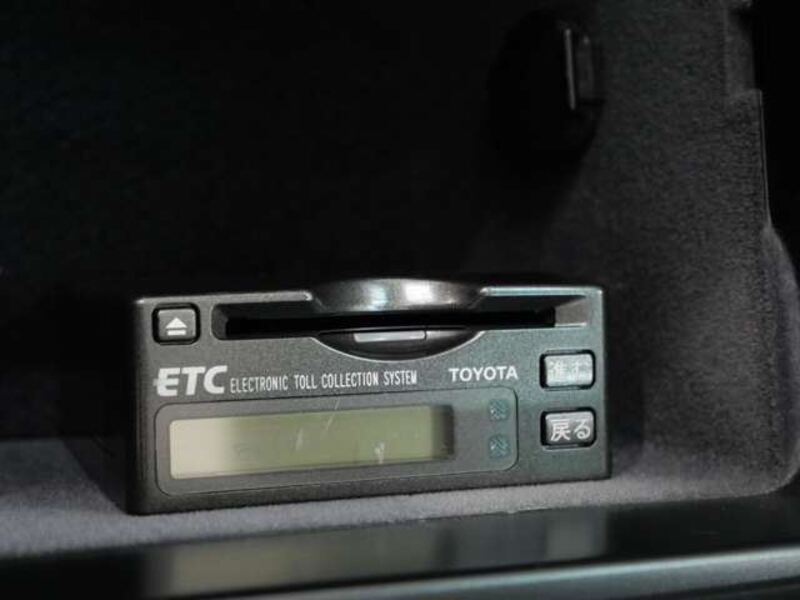 ETC ELECTRONIC TOLL COLLECTION SYSTEM TOYOTA
進む
戻る